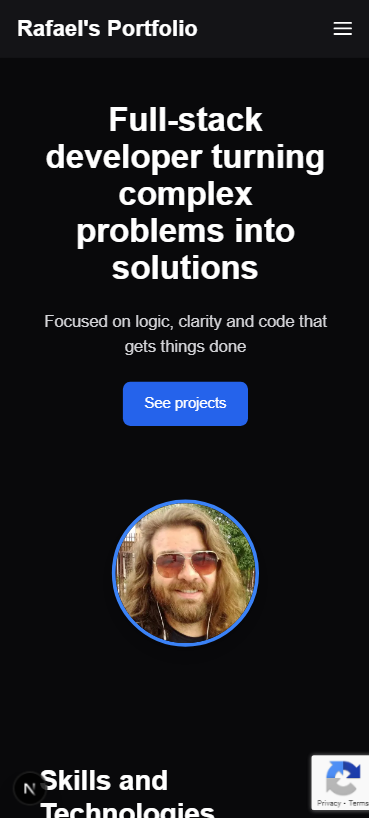 Rafael's Portfolio
Full-stack
developer turning
complex
problems into
solutions
Focused on logic, clarity and code that
gets things done
See projects
Skills and
Technologies
N
Privacy • Terms